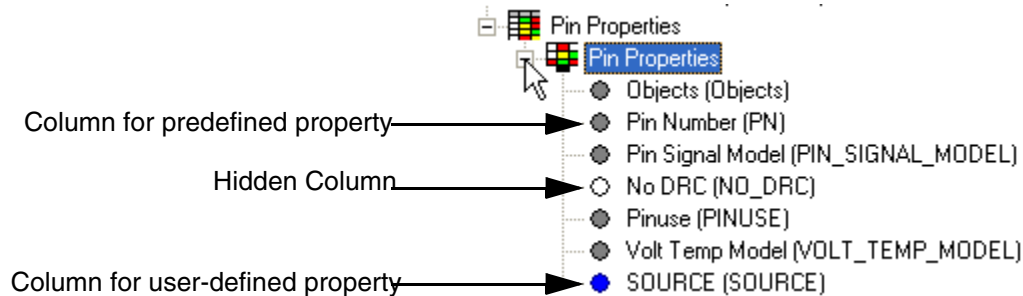 Pin Properties
Pin Properties
Objects (Objects)
Column for predefined property
Pin Number (PN)
Pin Signal Model (PIN_SIGNAL_MODEL)
Hidden Column
No DRC (NO_DRC)
Pinuse (PINUSE)
Volt Temp Model (VOLT_TEMP_MODEL)
Column for user-defined property
SOURCE (SOURCE)